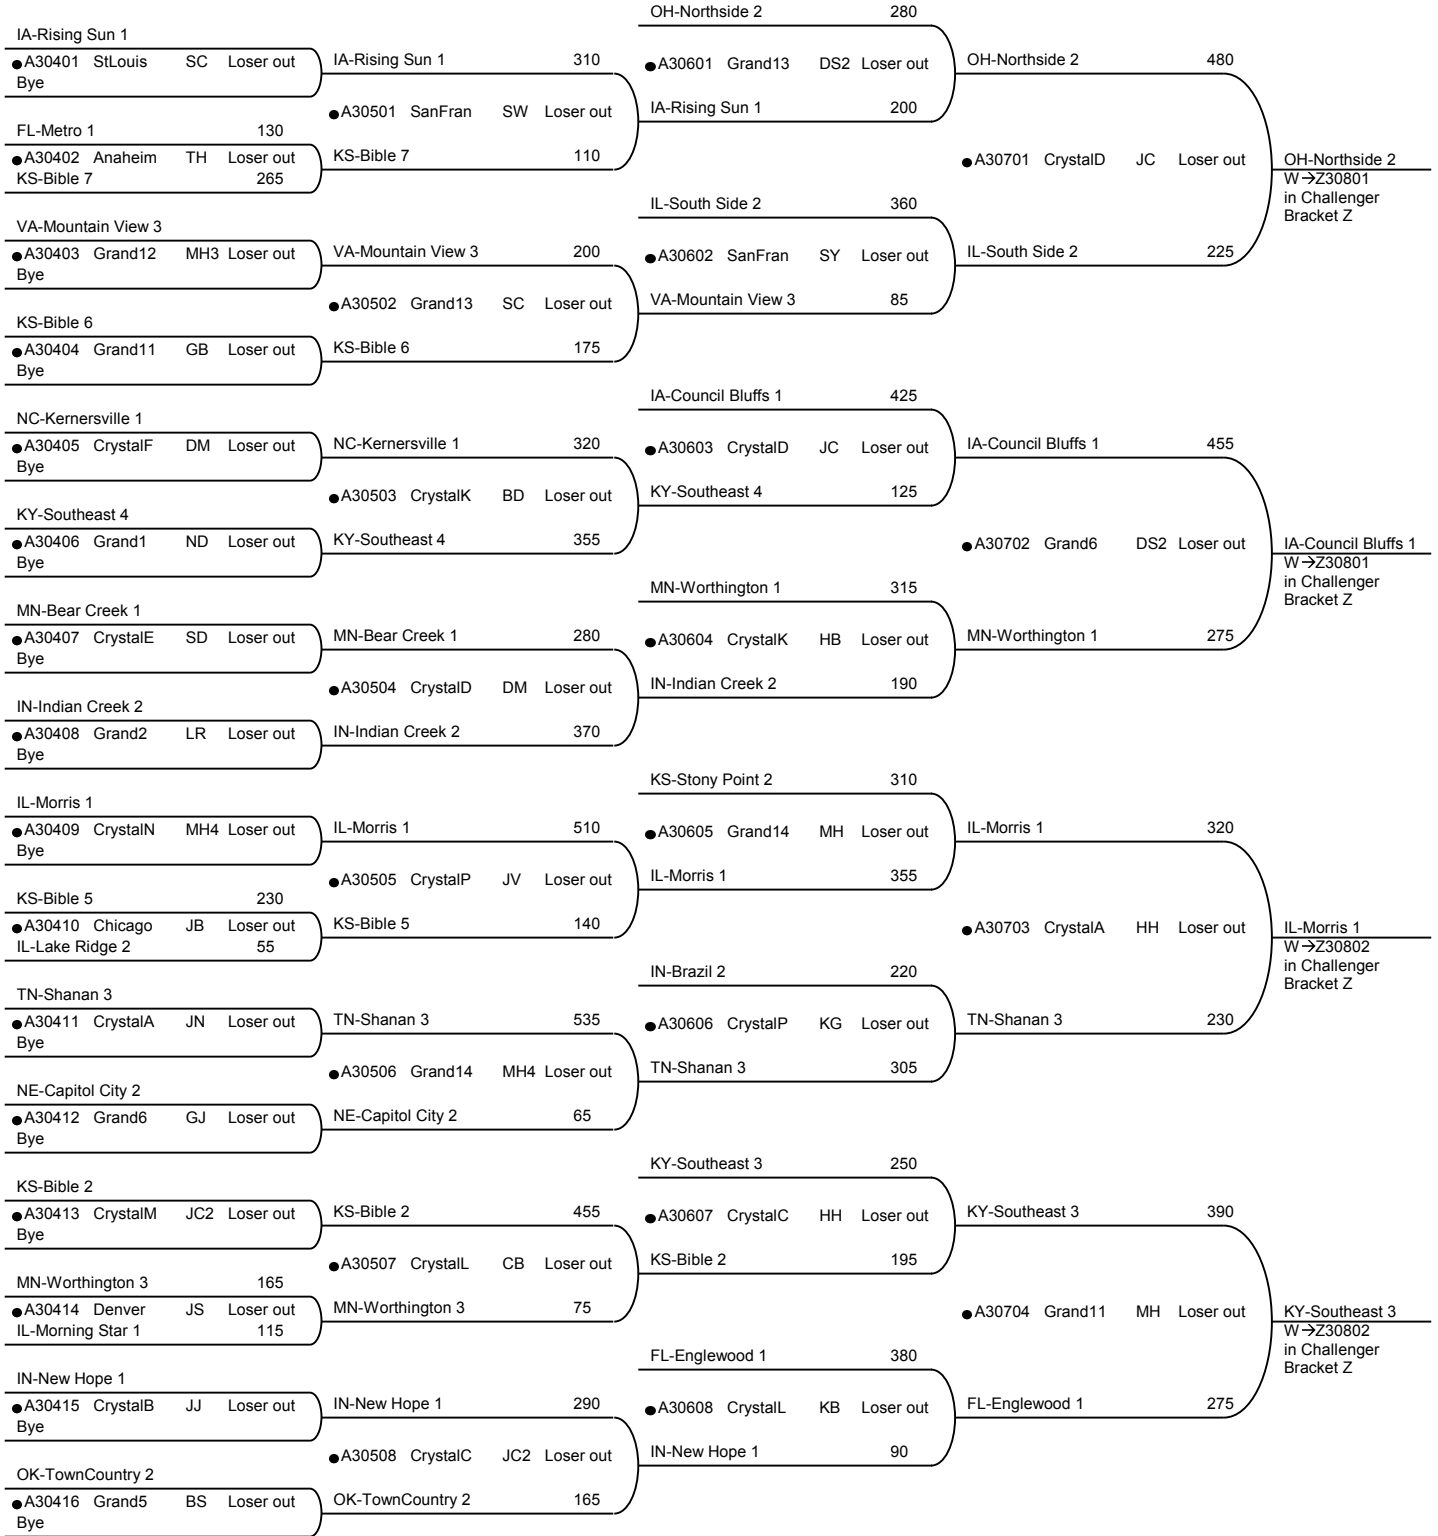 IA-Rising Sun 1
●A30401 StLouis SC Loser out
Bye
FL-Metro 1 130
●A30402 Anaheim TH Loser out
KS-Bible 7 265
VA-Mountain View 3
●A30403 Grand12 MH3 Loser out
Bye
KS-Bible 6
●A30404 Grand11 GB Loser out
Bye
NC-Kernersville 1
●A30405 CrystalF DM Loser out
Bye
KY-Southeast 4
●A30406 Grand1 ND Loser out
Bye
MN-Bear Creek 1
●A30407 CrystalE SD Loser out
Bye
IN-Indian Creek 2
●A30408 Grand2 LR Loser out
Bye
IL-Morris 1
●A30409 CrystalN MH4 Loser out
Bye
KS-Bible 5 230
●A30410 Chicago JB Loser out
IL-Lake Ridge 2 55
TN-Shanan 3
●A30411 CrystalA JN Loser out
Bye
NE-Capitol City 2
●A30412 Grand6 GJ Loser out
Bye
KS-Bible 2
●A30413 CrystalM JC2 Loser out
Bye
MN-Worthington 3 165
●A30414 Denver JS Loser out
IL-Morning Star 1 115
IN-New Hope 1
●A30415 CrystalB JJ Loser out
Bye
OK-TownCountry 2
●A30416 Grand5 BS Loser out
Bye
IA-Rising Sun 1 310
●A30501 SanFran SW Loser out
KS-Bible 7 110
VA-Mountain View 3 200
●A30502 Grand13 SC Loser out
KS-Bible 6 175
NC-Kernersville 1 320
●A30503 CrystalK BD Loser out
KY-Southeast 4 355
MN-Bear Creek 1 280
●A30504 CrystalD DM Loser out
IN-Indian Creek 2 370
IL-Morris 1 510
●A30505 CrystalP JV Loser out
KS-Bible 5 140
TN-Shanan 3 535
●A30506 Grand14 MH4 Loser out
NE-Capitol City 2 65
KS-Bible 2 455
●A30507 CrystalL CB Loser out
MN-Worthington 3 75
IN-New Hope 1 290
●A30508 CrystalC JC2 Loser out
OK-TownCountry 2 165
OH-Northside 2 280
●A30601 Grand13 DS2 Loser out
IA-Rising Sun 1 200
IL-South Side 2 360
●A30602 SanFran SY Loser out
VA-Mountain View 3 85
IA-Council Bluffs 1 425
●A30603 CrystalD JC Loser out
KY-Southeast 4 125
MN-Worthington 1 315
●A30604 CrystalK HB Loser out
IN-Indian Creek 2 190
KS-Stony Point 2 310
●A30605 Grand14 MH Loser out
IL-Morris 1 355
IN-Brazil 2 220
●A30606 CrystalP KG Loser out
TN-Shanan 3 305
KY-Southeast 3 250
●A30607 CrystalC HH Loser out
KS-Bible 2 195
FL-Englewood 1 380
●A30608 CrystalL KB Loser out
IN-New Hope 1 90
OH-Northside 2 480
●A30701 CrystalD JC Loser out
IL-South Side 2 225
IA-Council Bluffs 1 455
●A30702 Grand6 DS2 Loser out
MN-Worthington 1 275
IL-Morris 1 320
●A30703 CrystalA HH Loser out
TN-Shanan 3 230
KY-Southeast 3 390
●A30704 Grand11 MH Loser out
FL-Englewood 1 275
OH-Northside 2
W→Z30801
in Challenger
Bracket Z
IA-Council Bluffs 1
W→Z30801
in Challenger
Bracket Z
IL-Morris 1
W→Z30802
in Challenger
Bracket Z
KY-Southeast 3
W→Z30802
in Challenger
Bracket Z